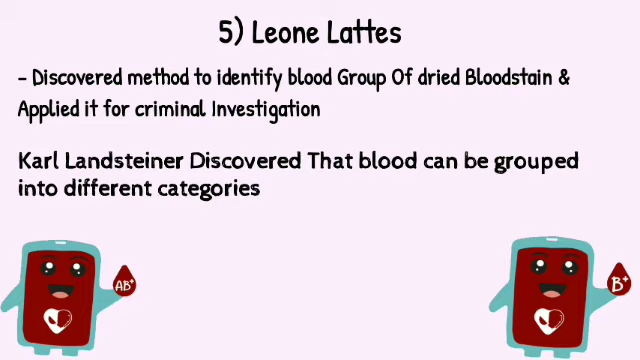 5) Leone Lattes
- Discovered method to identify blood Group Of dried Bloodstain &
Applied it for criminal Investigation
Karl Landsteiner Discovered That blood can be grouped
into different categories
AB+
B+